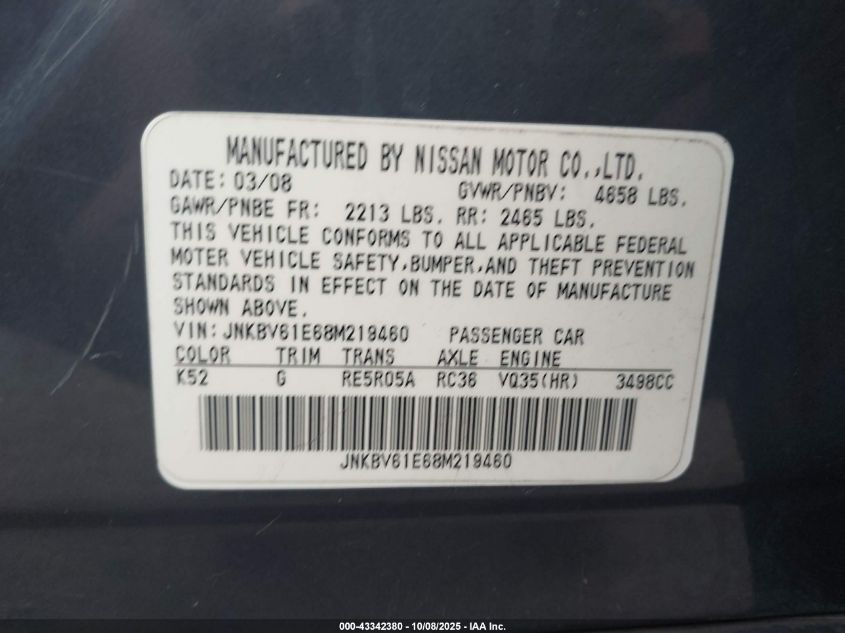 MANUFACTURED BY NISSAN MOTOR CO.,LTD.
DATE: 03/08 GVWR/PNBV: 4658 LBS.
GAWR/PNBE FR: 2213 LBS. RR: 2465 LBS.
THIS VEHICLE CONFORMS TO ALL APPLICABLE FEDERAL
MOTER VEHICLE SAFETY,BUMPER,AND THEFT PREVENTION
STANDARDS IN EFFECT ON THE DATE OF MANUFACTURE
SHOWN ABOVE.
VIN: JNKBV61E68M219460 PASSENGER CAR
COLOR TRIM TRANS AXLE ENGINE
K52 G RE5R05A RC36 VQ35(HR) 3498CC
JNKBV61E68M219460
000-43342380 - 10/08/2025 - IAA Inc.